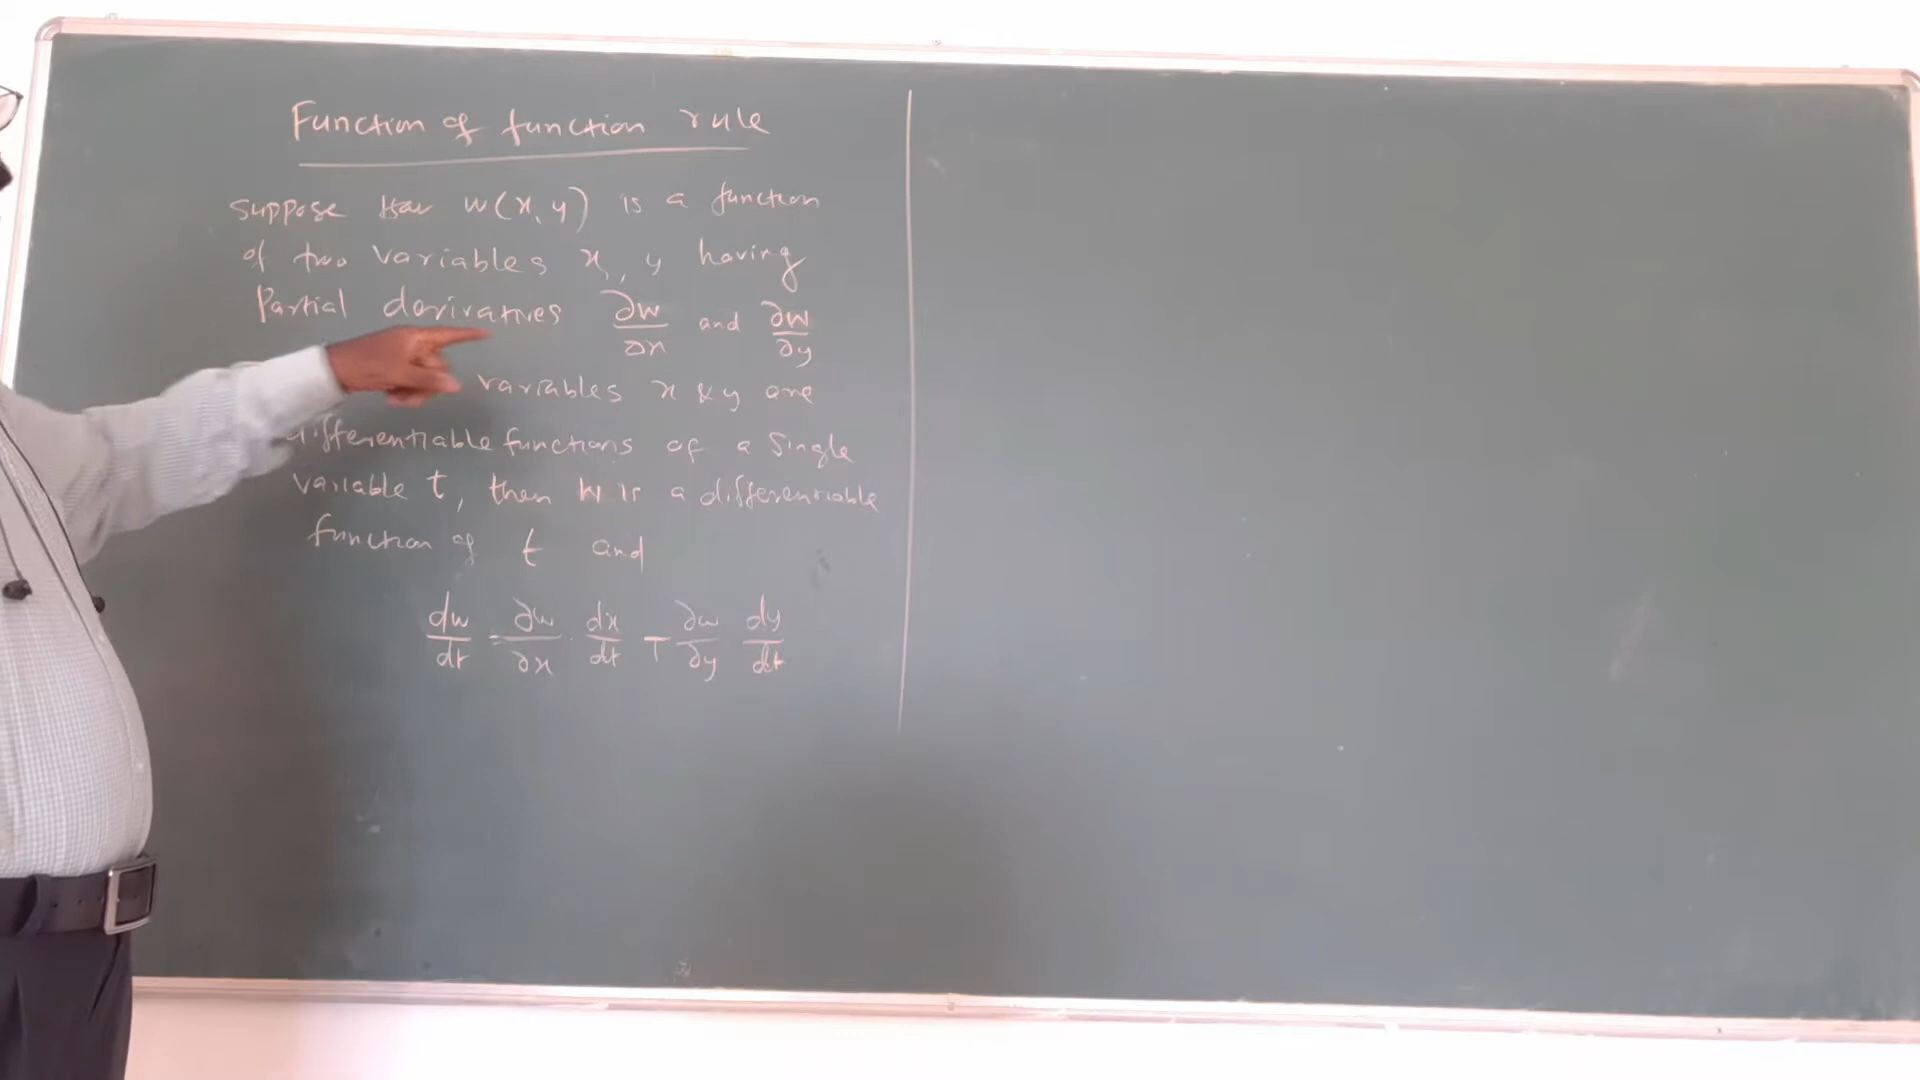 Function of function rule
Suppose that w(x, y) is a function
of two variables x, y having
Partial derivatives ∂w/∂x and ∂w/∂y
variables x & y are
differentiable functions of a Single
variable t, then w is a differentiable
function of t and
dw/dt = ∂w/∂x · dx/dt + ∂w/∂y dy/dt